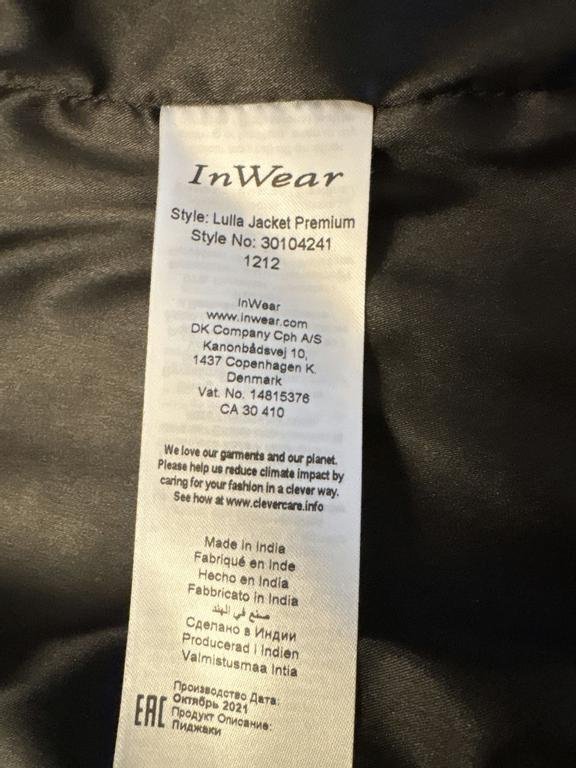 InWear
Style: Lulla Jacket Premium
Style No: 30104241
1212
InWear
www.inwear.com
DK Company Cph A/S
Kanonbådsvej 10,
1437 Copenhagen K.
Denmark
Vat. No. 14815376
CA 30 410
We love our garments and our planet.
Please help us reduce climate impact by
caring for your fashion in a clever way.
See how at www.clevercare.info
Made in India
Fabriqué en Inde
Hecho en India
Fabbricato in India
صنع في الهند
Сделано в Индии
Producerad i Indien
Valmistusmaa Intia
EAC
Производство Дата:
Октябрь 2021
Продукт Описание:
Пиджаки